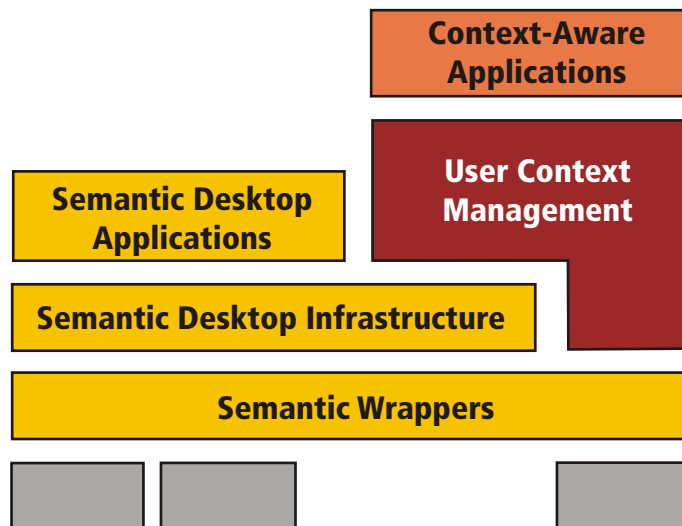 Context-Aware
Applications
User Context
Management
Semantic Desktop
Applications
Semantic Desktop Infrastructure
Semantic Wrappers